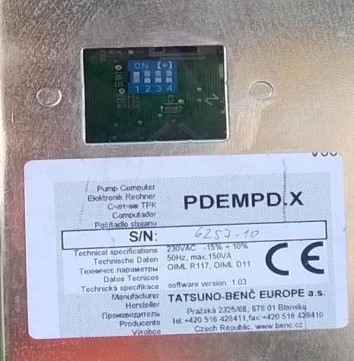 ON
1 2 3 4
Pump Computer
Elektronik Rechner
Счетчик ТРК
Computador
Počítadlo stojanu
PDEMPDIX
S/N: 6257-10
Technical specifications
Technische Daten
Техничес параметры
Datos Tecnicos
Technická specifikace
230VAC -15% + 10%
50Hz, max.150VA
OIML R117, OIML D11
software version: 1.03
CE
Manufacturer
Hersteller
Производитель
Producente
Výrobce
TATSUNO-BENČ EUROPE a.s.
Pražská 2325/68, 678 01 Blansko
tel +420 516 428411,fax:+420 516 428410
Czech Republic, www.benc.cz